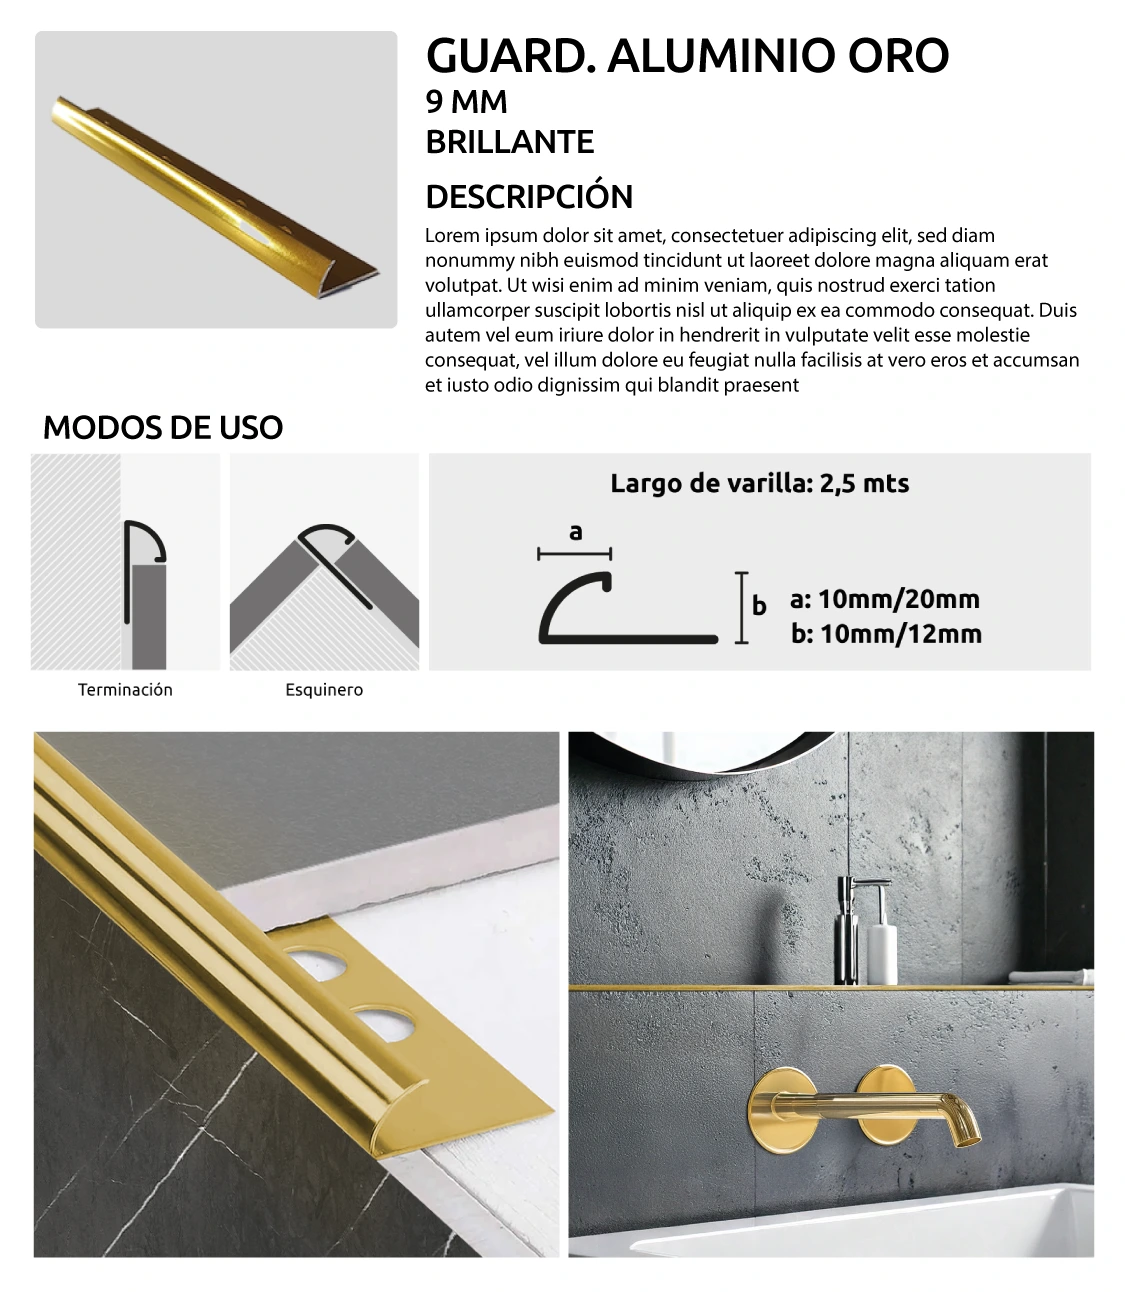 GUARD. ALUMINIO ORO
9 MM
BRILLANTE
DESCRIPCIÓN
Lorem ipsum dolor sit amet, consectetuer adipiscing elit, sed diam
nonummy nibh euismod tincidunt ut laoreet dolore magna aliquam erat
volutpat. Ut wisi enim ad minim veniam, quis nostrud exerci tation
ullamcorper suscipit lobortis nisl ut aliquip ex ea commodo consequat. Duis
autem vel eum iriure dolor in hendrerit in vulputate velit esse molestie
consequat, vel illum dolore eu feugiat nulla facilisis at vero eros et accumsan
et iusto odio dignissim qui blandit praesent
MODOS DE USO
Terminación
Esquinero
Largo de varilla: 2,5 mts
a
b
a: 10mm/20mm
b: 10mm/12mm